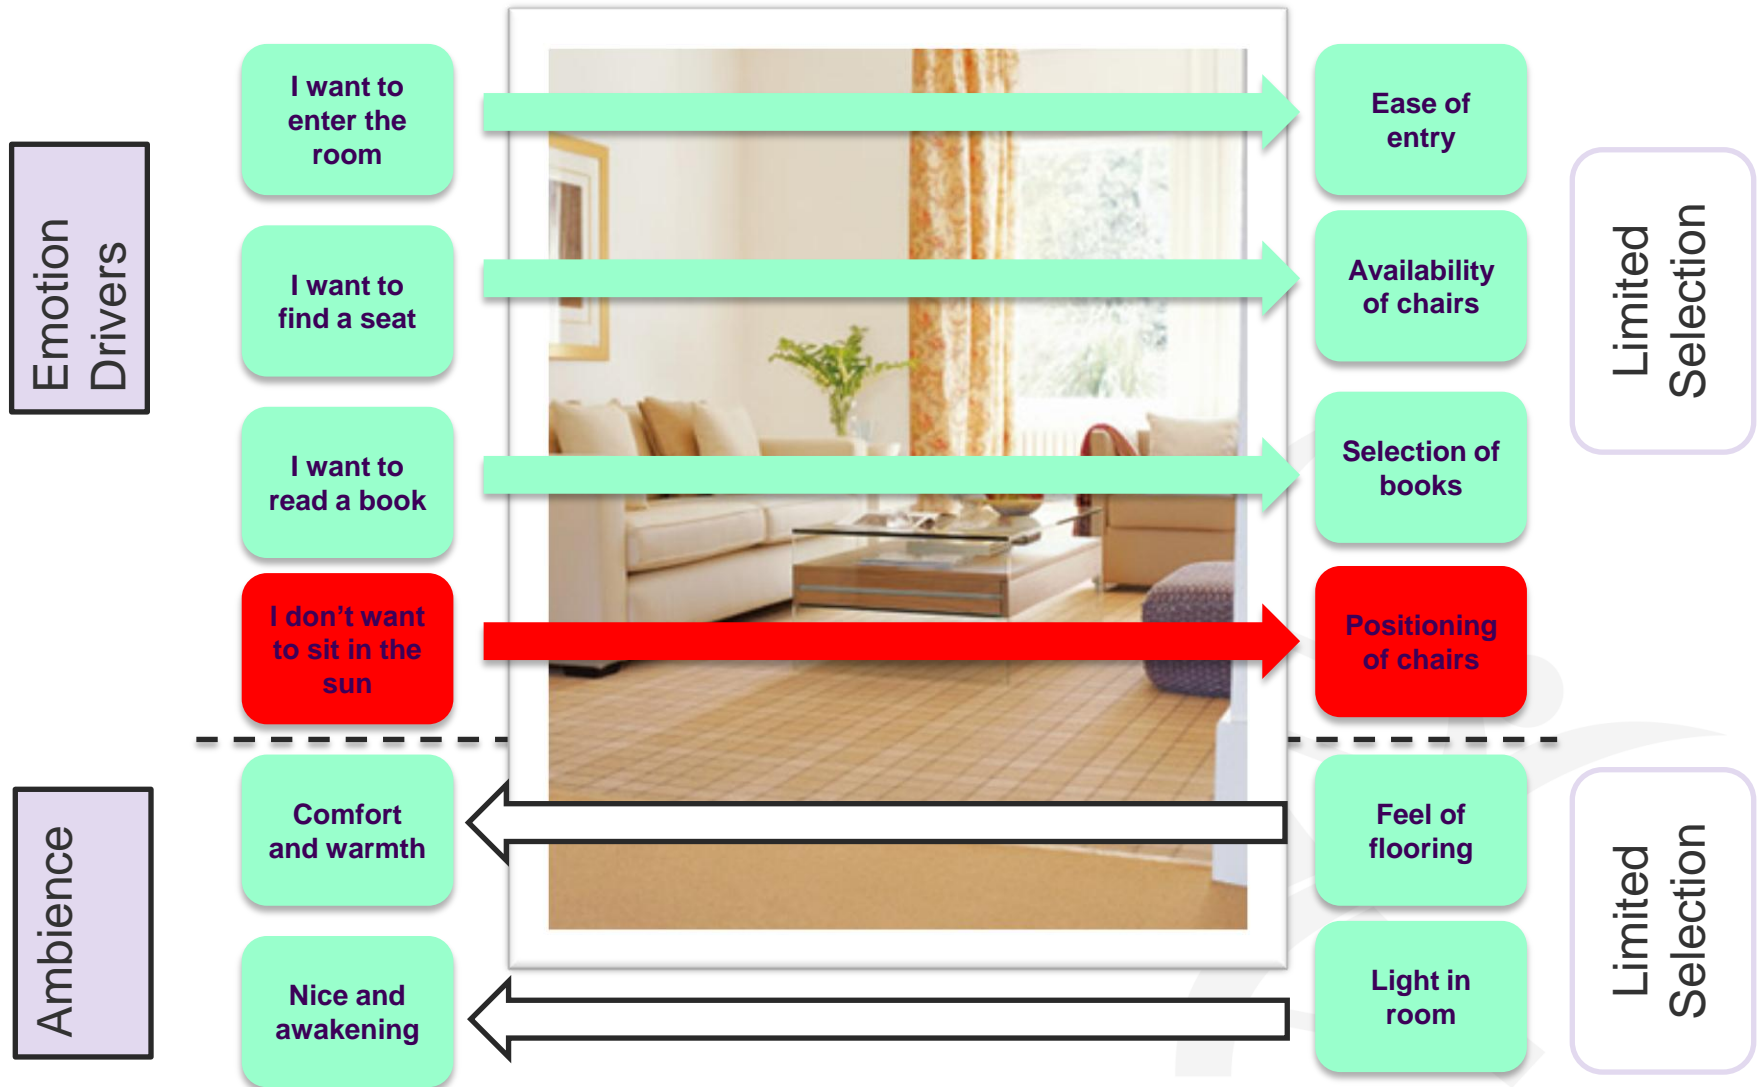 Emotion
Drivers
I want to
enter the
room
Ease of
entry
Limited
Selection
I want to
find a seat
Availability
of chairs
I want to
read a book
Selection of
books
I don’t want
to sit in the
sun
Positioning
of chairs
Ambience
Comfort
and warmth
Feel of
flooring
Limited
Selection
Nice and
awakening
Light in
room